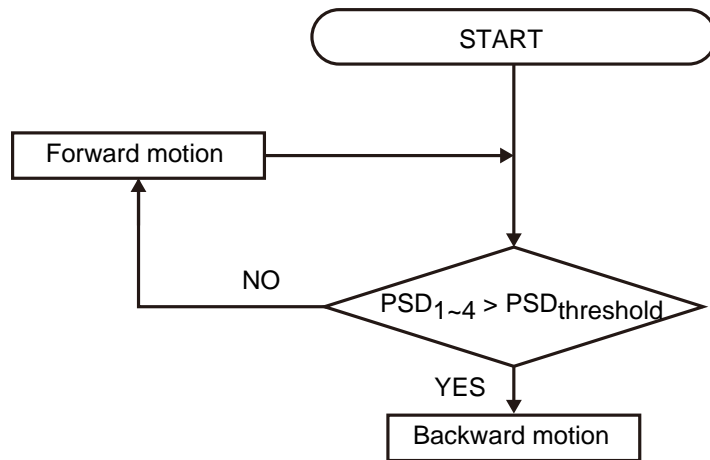 START
Forward motion
NO
PSD1~4 > PSDthreshold
YES
Backward motion